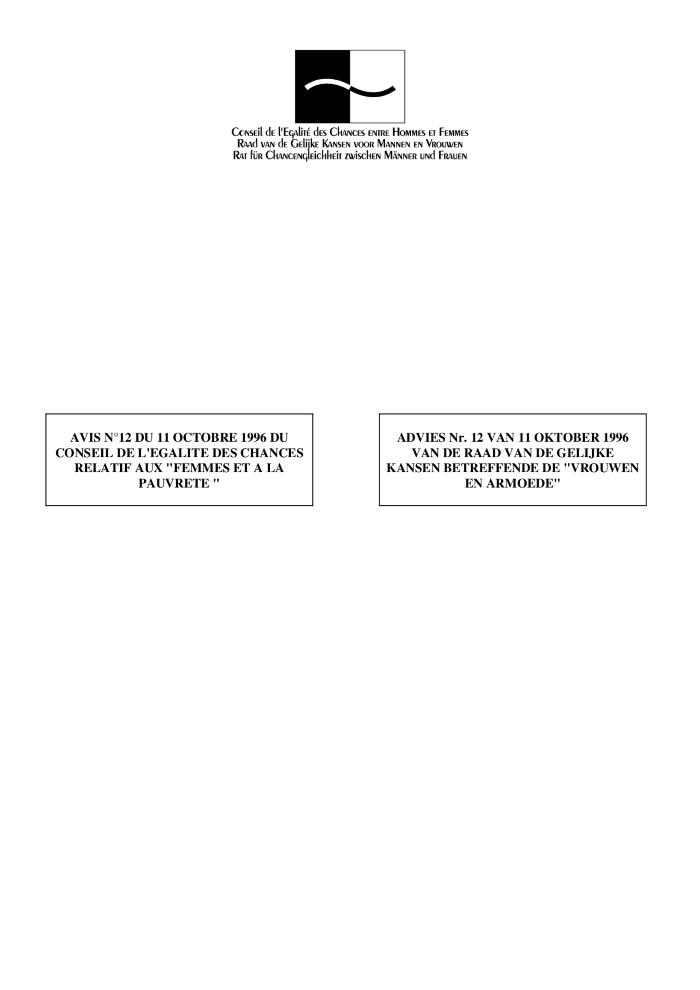 Conseil de l'Egalité des Chances entre Hommes et Femmes
Raad van de Gelijke Kansen voor Mannen en Vrouwen
Rat für Chancengleichheit zwischen Männer und Frauen
AVIS N°12 DU 11 OCTOBRE 1996 DU
CONSEIL DE L'EGALITE DES CHANCES
RELATIF AUX "FEMMES ET A LA
PAUVRETE "
ADVIES Nr. 12 VAN 11 OKTOBER 1996
VAN DE RAAD VAN DE GELIJKE
KANSEN BETREFFENDE DE "VROUWEN
EN ARMOEDE"